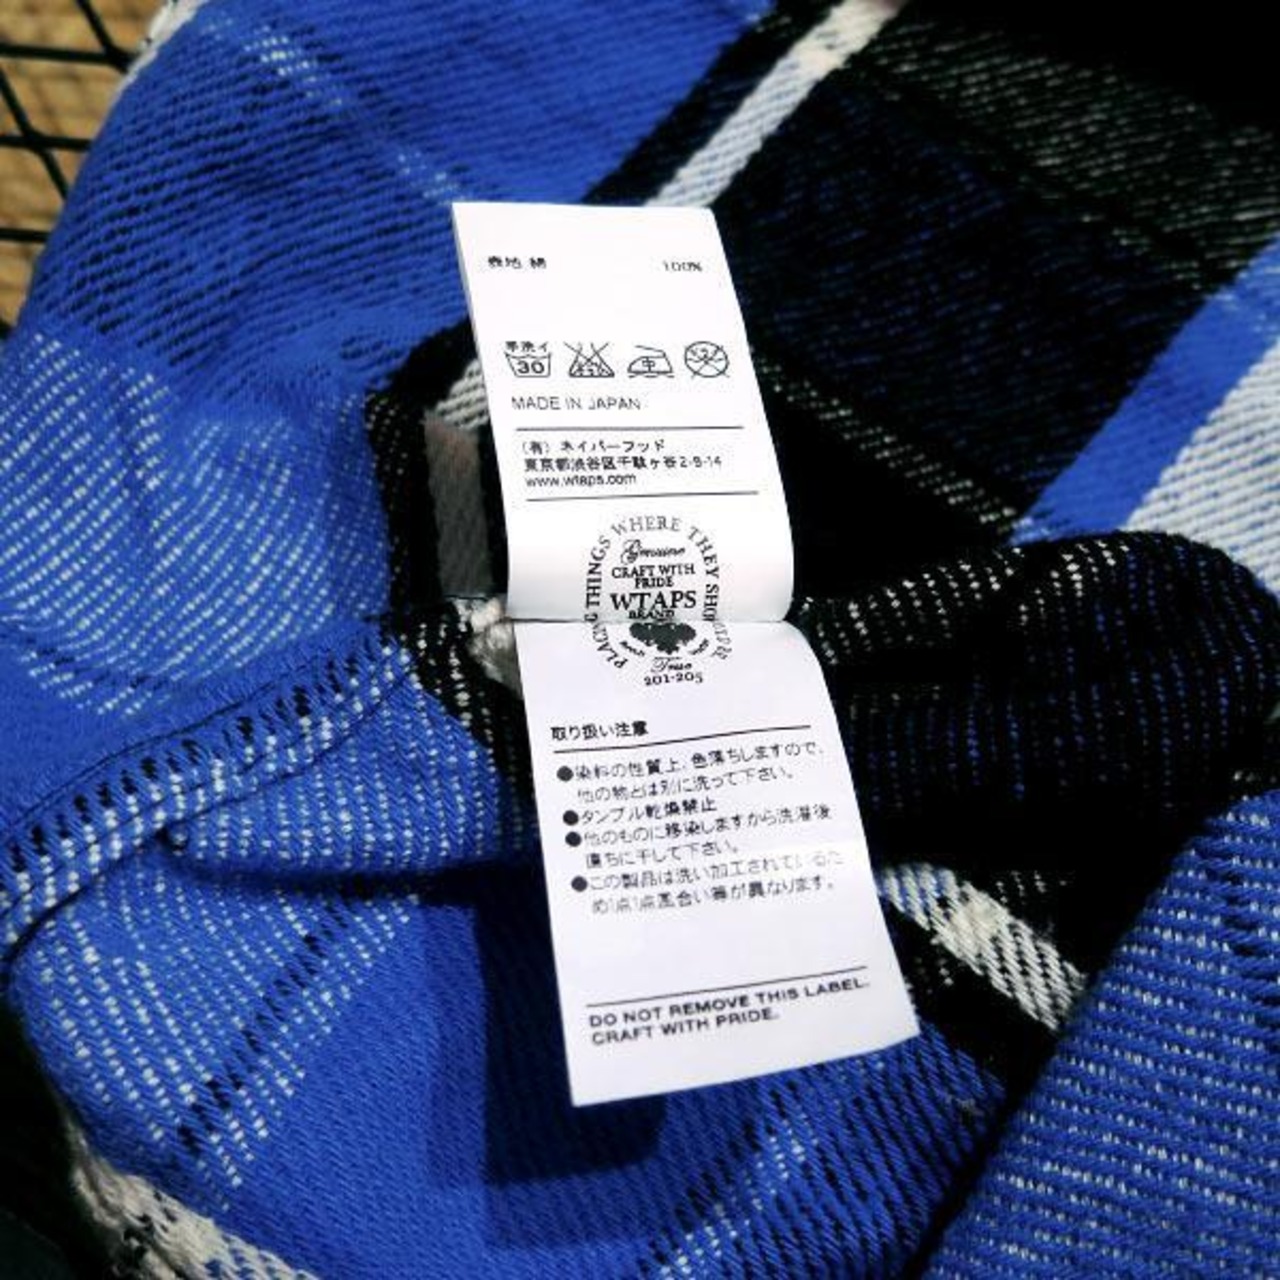 表地 綿 100%
手洗イ
30
中
MADE IN JAPAN
(有) ネイバーフッド
東京都渋谷区千駄ヶ谷2-9-14
www.wtaps.com
PLACING THINGS WHERE THEY SHOULD BE
Genuine
CRAFT WITH
PRIDE
WTAPS
BRAND
True
201-205
取り扱い注意
●染料の性質上、色落ちしますので、
他の物とは別に洗って下さい。
●タンブル乾燥禁止
●他のものに移染しますから洗濯後
直ちに干して下さい。
●この製品は洗い加工されているた
め1点1点風合い等が異なります。
DO NOT REMOVE THIS LABEL.
CRAFT WITH PRIDE.